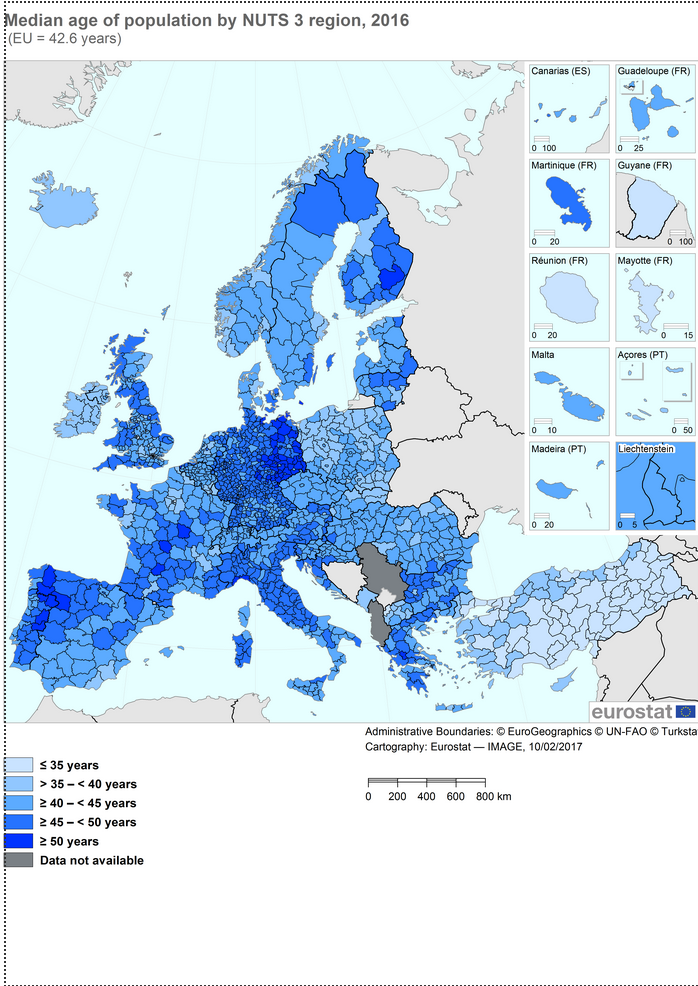 Median age of population by NUTS 3 region, 2016
(EU = 42.6 years)
Canarias (ES)
0 100
Guadeloupe (FR)
0 25
Martinique (FR)
0 20
Guyane (FR)
0 100
Réunion (FR)
0 20
Mayotte (FR)
0 15
Malta
0 10
Açores (PT)
0 50
Madeira (PT)
0 20
Liechtenstein
0 5
eurostat
Administrative Boundaries: © EuroGeographics © UN-FAO © Turksta
Cartography: Eurostat — IMAGE, 10/02/2017
≤ 35 years
> 35 – < 40 years
≥ 40 – < 45 years
≥ 45 – < 50 years
≥ 50 years
Data not available
0 200 400 600 800 km